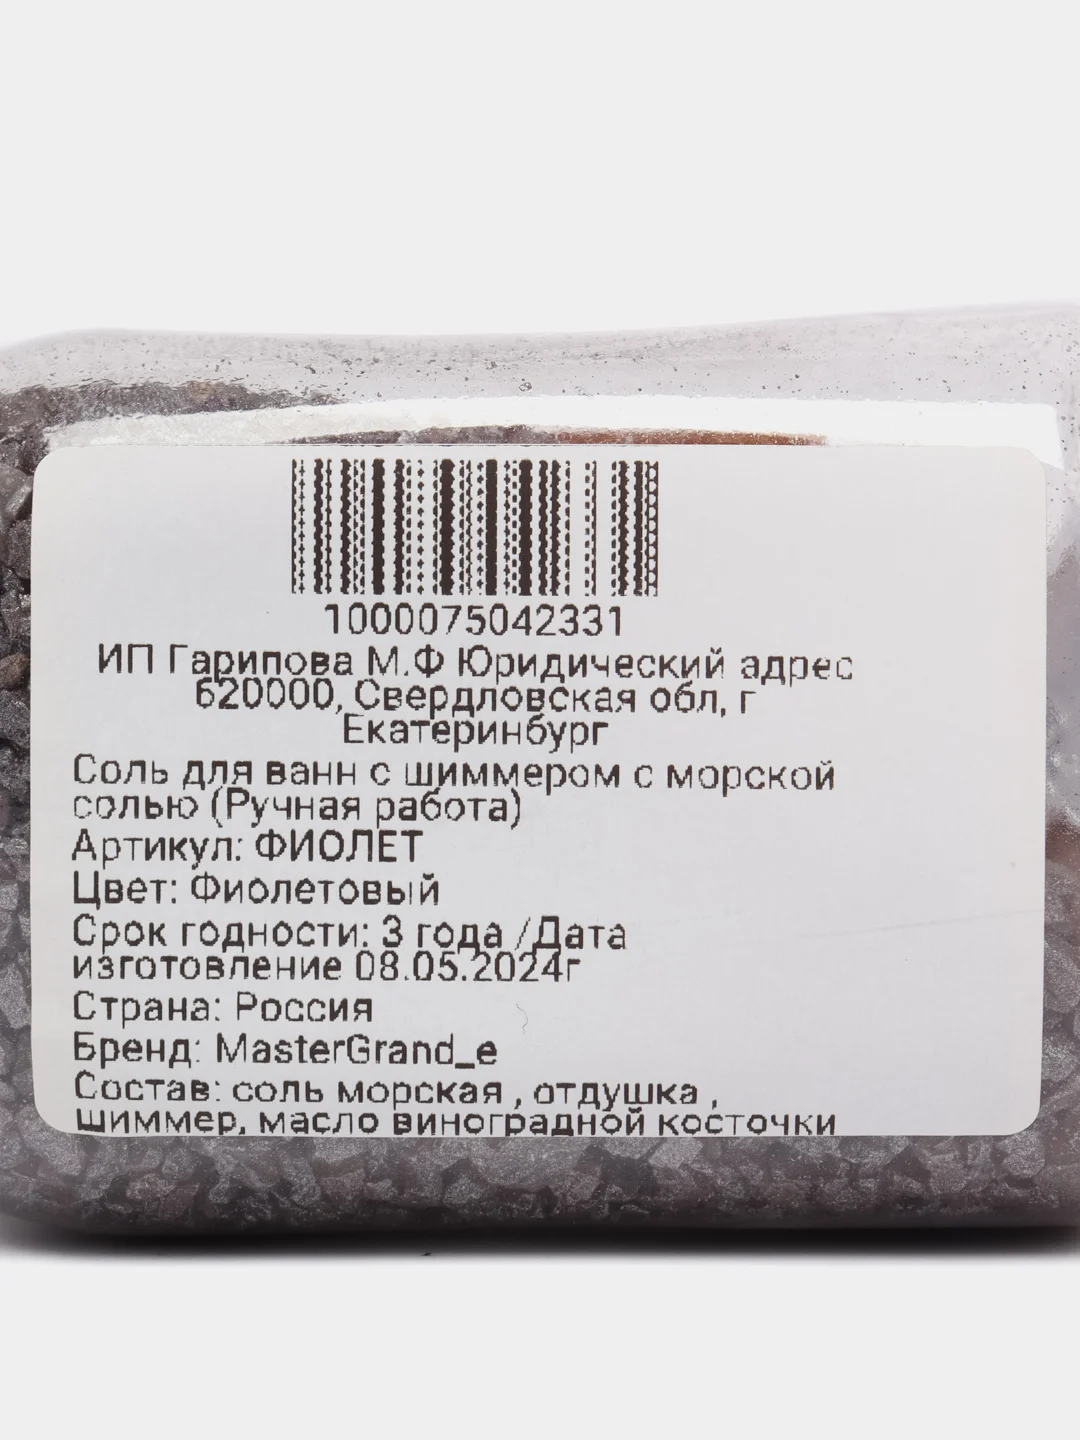 1000075042331
ИП Гарипова М.Ф Юридический адрес
620000, Свердловская обл, г
Екатеринбург
Соль для ванн с шиммером с морской
солью (Ручная работа)
Артикул: ФИОЛЕТ
Цвет: Фиолетовый
Срок годности: 3 года /Дата
изготовление 08.05.2024г
Страна: Россия
Бренд: MasterGrand_e
Состав: соль морская , отдушка ,
шиммер, масло виноградной косточки